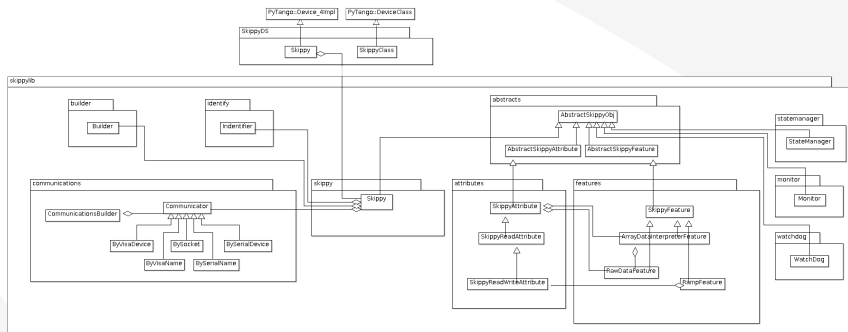 PyTango::Device_4Impl PyTango::DeviceClass
SkippyDS
Skippy SkippyClass
skippylib
builder
Builder
identify
Indentifier
abstracts
AbstractSkippyObj
AbstractSkippyAttribute AbstractSkippyFeature
statemanager
StateManager
communications
CommunicationsBuilder
Communicator
ByVisaDevice BySocket BySerialDevice
ByVisaName BySerialName
skippy
Skippy
attributes
SkippyAttribute
SkippyReadAttribute
SkippyReadWriteAttribute
features
SkippyFeature
ArrayDataInterpreterFeature
RawDataFeature
RampFeature
monitor
Monitor
watchdog
WatchDog